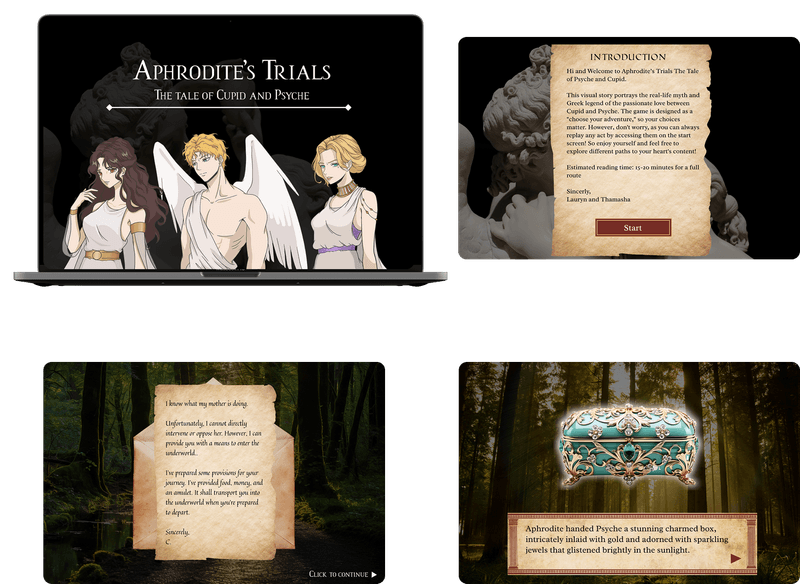 APHRODITE'S TRIALS
THE TALE OF CUPID AND PSYCHE
INTRODUCTION
Hi and Welcome to Aphrodite's Trials The Tale
of Psyche and Cupid.
This visual story portrays the real-life myth and
Greek legend of the passionate love between
Cupid and Psyche. The game is designed as a
"choose your adventure," so your choices
matter. However, don't worry, as you can always
replay any act by accessing them on the start
screen! So enjoy yourself and feel free to
explore different paths to your heart's content!
Estimated reading time: 15-20 minutes for a full
route
Sincerely,
Lauryn and Thamasha
Start
I know what my mother is doing.
Unfortunately, I cannot directly
intervene or oppose her. However, I can
provide you with a means to enter the
underworld..
I've prepared some provisions for your
journey. I've provided food, money, and
an amulet. It shall transport you into
the underworld when you're prepared
to depart.
Sincerely,
C
CLICK TO CONTINUE
Aphrodite handed Psyche a stunning charmed box,
intricately inlaid with gold and adorned with sparkling
jewels that glistened brightly in the sunlight.